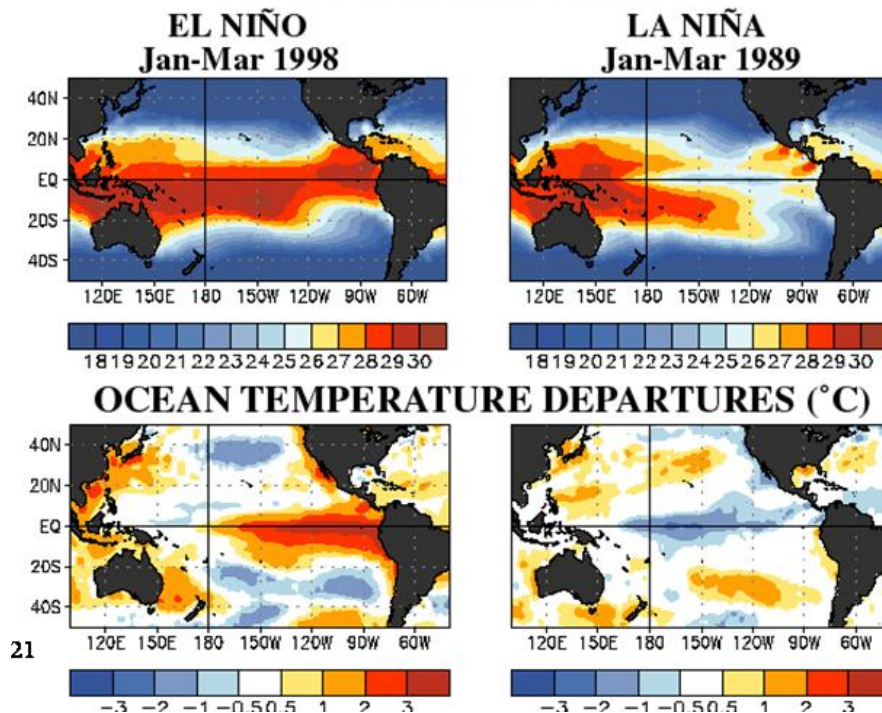 EL NIÑO LA NIÑA
Jan-Mar 1998 Jan-Mar 1989
40N
20N
EQ
20S
40S
120E 150E 180 150W 120W 90W 60W 120E 150E 180 150W 120W 90W 60W
18 19 20 21 22 23 24 25 26 27 28 29 30 18 19 20 21 22 23 24 25 26 27 28 29 30
OCEAN TEMPERATURE DEPARTURES (˚C)
40N
20N
EQ
20S
40S
120E 150E 180 150W 120W 90W 60W 120E 150E 180 150W 120W 90W 60W
21
-3 -2 -1 -0.5 0.5 1 2 3 -3 -2 -1 -0.5 0.5 1 2 3